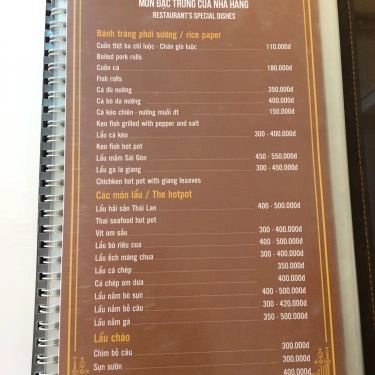 MÓN ĐẶC TRƯNG CỦA NHÀ HÀNG
RESTAURANT'S SPECIAL DISHES
Bánh tráng phơi sương / rice paper
Cuốn thịt ba chỉ luộc - Chân giò luộc 110.000đ
Boiled pork rolls
Cuốn cá 180.000đ
Fish rolls
Cá dù nướng 350.000đ
Cá bò da nướng 400.000đ
Cá kèo chiên - nướng muối ớt 150.000đ
Keo fish grilled with pepper and salt
Lẩu cá kèo 300 - 400.000đ
Keo fish hot pot
Lẩu mắm Sài Gòn 450 - 550.000đ
Lẩu gà lá giang 300 - 450.000đ
Chichken hot pot with giang leaaves
Các món lẩu / The hotpot
Lẩu hải sản Thái Lan 400 - 500.000đ
Thai seafood hot pot
Vịt om sấu 300 - 400.000đ
Lẩu bò riêu cua 400 - 500.000đ
Lẩu ếch măng chua 300 - 400.000đ
Lẩu cá chép 350.000đ
Cá chép om dưa 400.000đ
Lẩu nấm bò sụn 400 - 500.000đ
Lẩu nấm bồ câu 300 - 420.000đ
Lẩu nấm gà 350 - 500.000đ
Lẩu cháo
Chim bồ câu 300.000đ
Sụn sườn 300.000đ
400.000đ